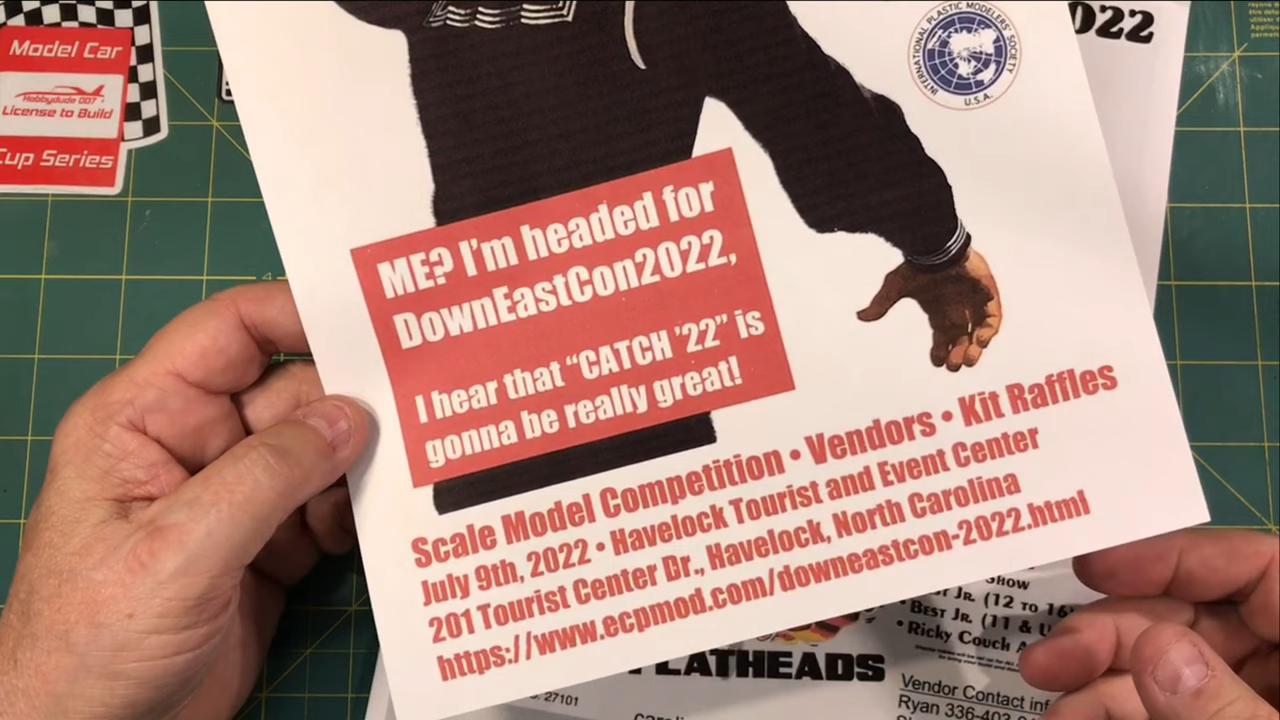 Model Car
Hobbydude 007
License to Build
Cup Series
INTERNATIONAL PLASTIC MODELERS' SOCIETY
U.S.A.
2022
ME? I'm headed for
DownEastCon2022,
I hear that “CATCH ’22” is
gonna be really great!
Scale Model Competition • Vendors • Kit Raffles
July 9th, 2022 • Havelock Tourist and Event Center
201 Tourist Center Dr., Havelock, North Carolina
https://www.ecpmod.com/downeastcon-2022.html
SHOW
JR. (12 TO 16
• BEST JR. (11 & U
• RICKY COUCH A
FLATHEADS
27101
Vendor Contact inf
Ryan 336-403